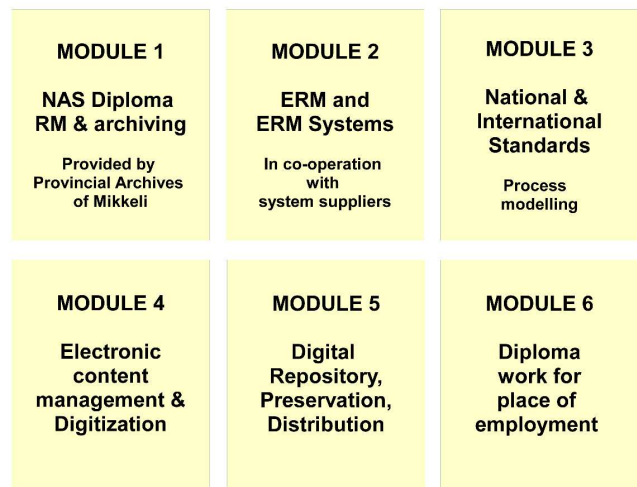 MODULE 1
NAS Diploma
RM & archiving
Provided by
Provincial Archives
of Mikkeli
MODULE 2
ERM and
ERM Systems
In co-operation
with
system suppliers
MODULE 3
National &
International
Standards
Process
modelling
MODULE 4
Electronic
content
management &
Digitization
MODULE 5
Digital
Repository,
Preservation,
Distribution
MODULE 6
Diploma
work for
place of
employment